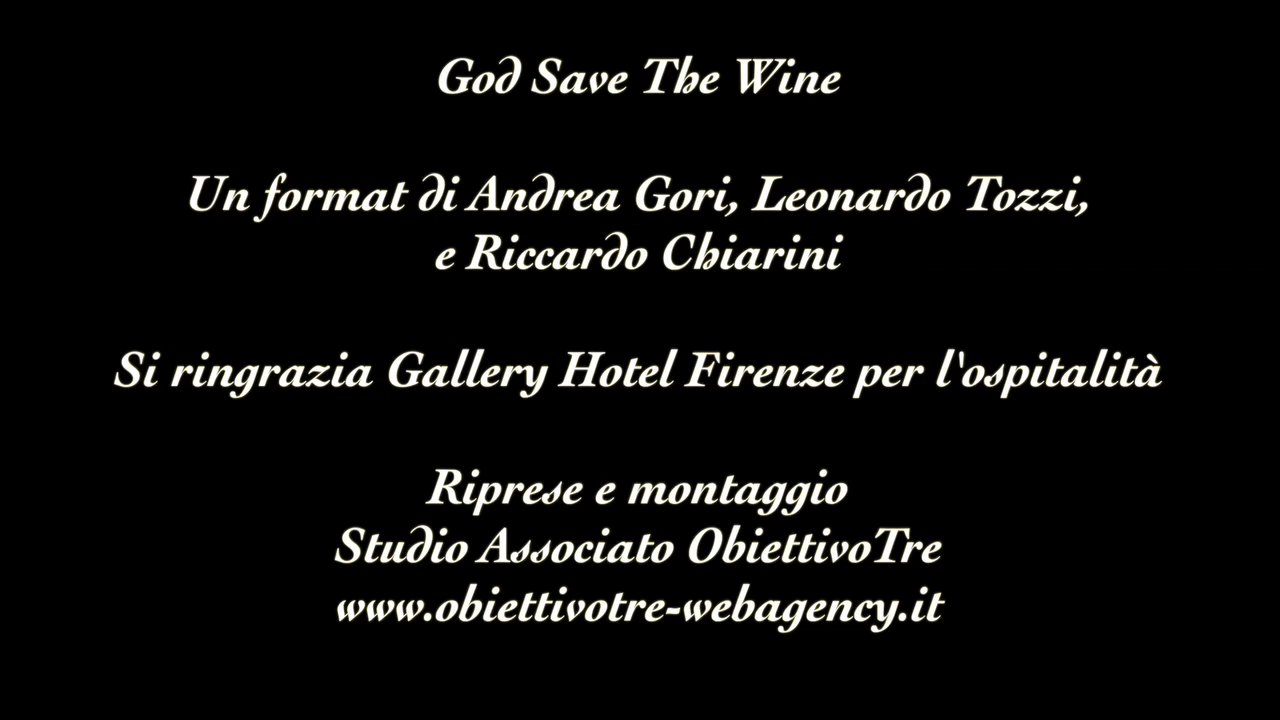 God Save The Wine
Un format di Andrea Gori, Leonardo Tozzi,
e Riccardo Chiarini
Si ringrazia Gallery Hotel Firenze per l'ospitalità
Riprese e montaggio
Studio Associato ObiettivoTre
www.obiettivotre-webagency.it